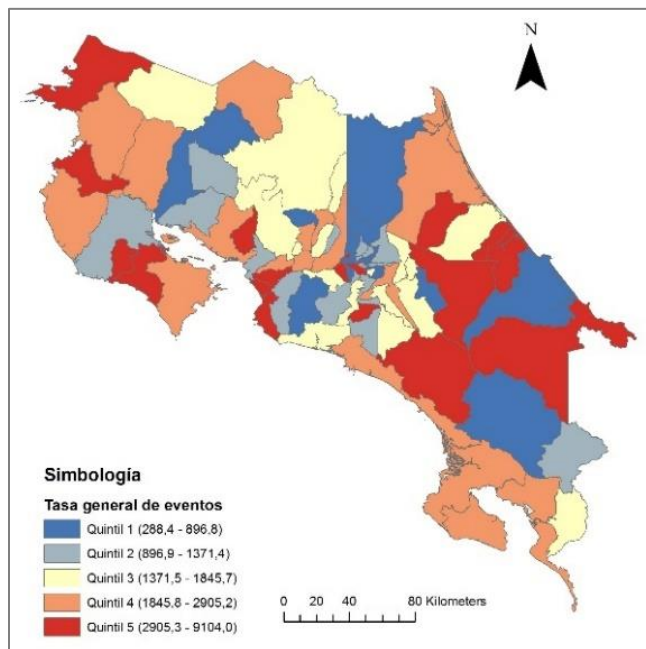 N
Simbología
Tasa general de eventos
Quintil 1 (288,4 - 896,8)
Quintil 2 (896,9 - 1371,4)
Quintil 3 (1371,5 - 1845,7)
Quintil 4 (1845,8 - 2905,2)
Quintil 5 (2905,3 - 9104,0)
0 20 40 80 Kilometers